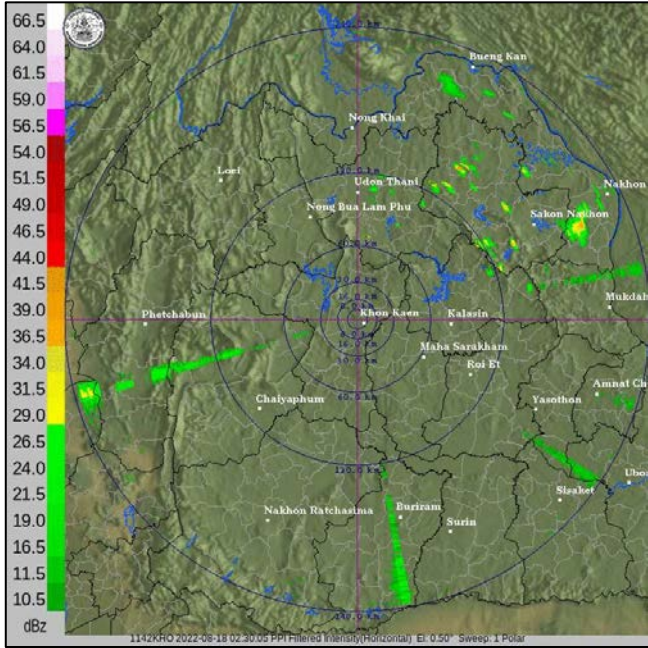 66.5
64.0
61.5
59.0
56.5
54.0
51.5
49.0
46.5
44.0
41.5
39.0
36.5
34.0
31.5
29.0
26.5
24.0
21.5
19.0
16.5
13.0
10.5
dBz
Bueng Kan
Nong Khai
Loei
Udon Thani
Nakhon
Nong Bua Lam Phu
Sakon Nakhon
Mukdah
Phetchabun
Khon Kaen
Kalasin
Maha Sarakham
Roi Et
Amnat Ch
Chaiyaphum
Yasothon
Ubo
Sisaket
Nakhon Ratchasima
Buriram
Surin
1142KHO 2022-08-18 02:30:05 PPI Filtered Intensity(Horizontal) El: 0.50° Sweep: 1 Polar